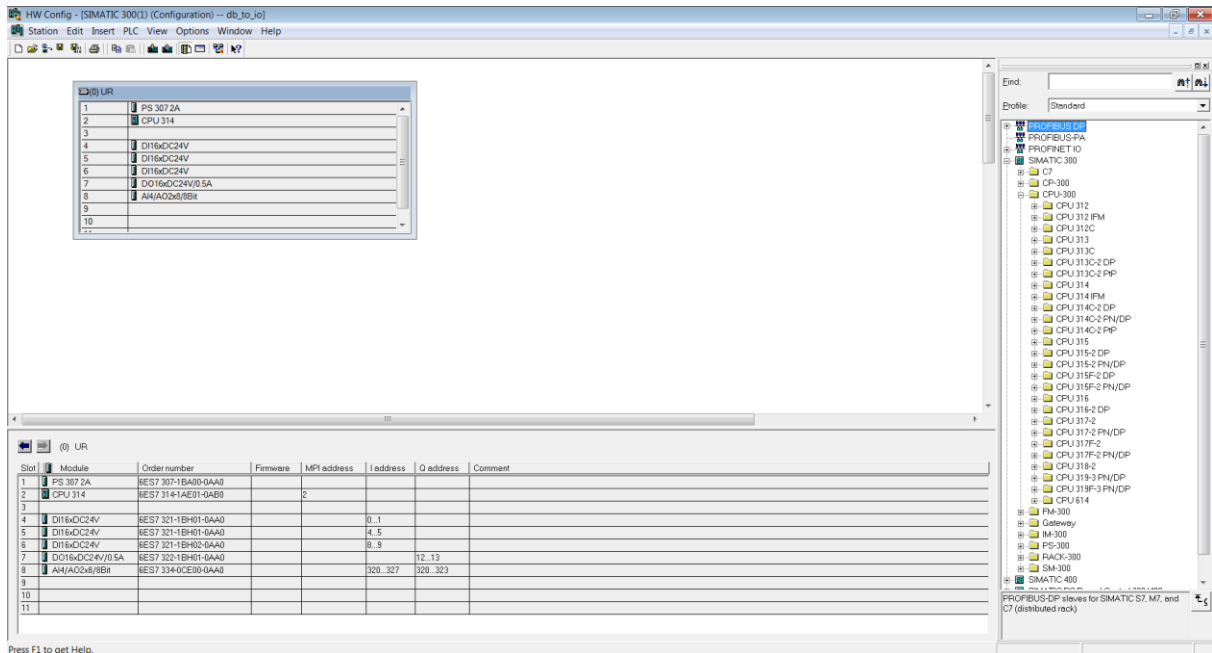 HW Config - [SIMATIC 300(1) (Configuration) -- db_to_io]
Station Edit Insert PLC View Options Window Help
(0) UR
1 PS 307 2A
2 CPU 314
3
4 DI16xDC24V
5 DI16xDC24V
6 DI16xDC24V
7 DO16xDC24V/0.5A
8 AI4/AO2x8/8Bit
9
10
(0) UR
Slot Module Order number Firmware MPI address I address Q address Comment
1 PS 307 2A 6ES7 307-1BA00-0AA0
2 CPU 314 6ES7 314-1AE01-0AB0 2
3
4 DI16xDC24V 6ES7 321-1BH01-0AA0 0...1
5 DI16xDC24V 6ES7 321-1BH01-0AA0 4...5
6 DI16xDC24V 6ES7 321-1BH02-0AA0 8...9
7 DO16xDC24V/0.5A 6ES7 322-1BH01-0AA0 12...13
8 AI4/AO2x8/8Bit 6ES7 334-0CE00-0AA0 320...327 320...323
9
10
11
Press F1 to get Help.
Find:
Profile: Standard
PROFIBUS DP
PROFIBUS-PA
PROFINET IO
SIMATIC 300
C7
CP-300
CPU-300
CPU 312
CPU 312 IFM
CPU 312C
CPU 313
CPU 313C
CPU 313C-2 DP
CPU 313C-2 PtP
CPU 314
CPU 314 IFM
CPU 314C-2 DP
CPU 314C-2 PN/DP
CPU 314C-2 PtP
CPU 315
CPU 315-2 DP
CPU 315-2 PN/DP
CPU 315F-2 DP
CPU 315F-2 PN/DP
CPU 316
CPU 316-2 DP
CPU 317-2
CPU 317-2 PN/DP
CPU 317F-2
CPU 317F-2 PN/DP
CPU 318-2
CPU 319-3 PN/DP
CPU 319F-3 PN/DP
CPU 614
FM-300
Gateway
IM-300
PS-300
RACK-300
SM-300
SIMATIC 400
PROFIBUS-DP slaves for SIMATIC S7, M7, and
C7 (distributed rack)